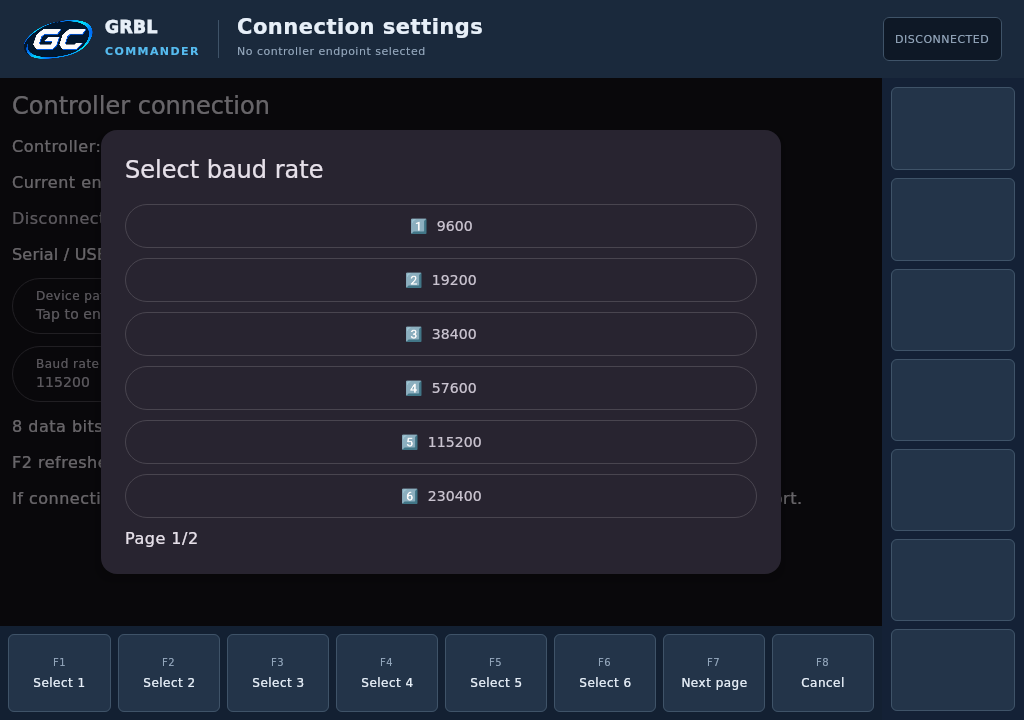 GC
GRBL
COMMANDER
Connection settings
No controller endpoint selected
DISCONNECTED
Controller connection
Controller:
Current en
Disconnect
Serial / USB
Device pa
Tap to en
Baud rate
115200
8 data bits
F2 refreshe
If connecti
rt.
Select baud rate
1 9600
2 19200
3 38400
4 57600
5 115200
6 230400
Page 1/2
F1
Select 1
F2
Select 2
F3
Select 3
F4
Select 4
F5
Select 5
F6
Select 6
F7
Next page
F8
Cancel